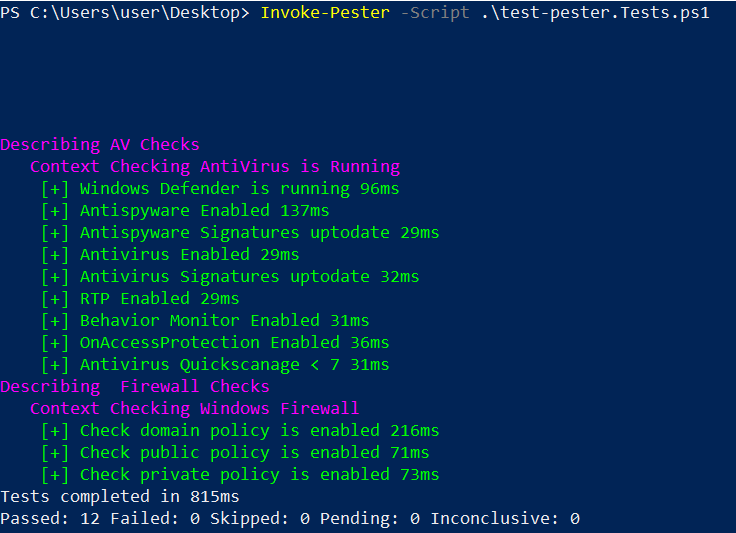 PS C:\Users\user\Desktop> Invoke-Pester -Script .\test-pester.Tests.ps1
Describing AV Checks
Context Checking AntiVirus is Running
[+] Windows Defender is running 96ms
[+] Antispyware Enabled 137ms
[+] Antispyware Signatures uptodate 29ms
[+] Antivirus Enabled 29ms
[+] Antivirus Signatures uptodate 32ms
[+] RTP Enabled 29ms
[+] Behavior Monitor Enabled 31ms
[+] OnAccessProtection Enabled 36ms
[+] Antivirus Quickscanage < 7 31ms
Describing  Firewall Checks
Context Checking Windows Firewall
[+] Check domain policy is enabled 216ms
[+] Check public policy is enabled 71ms
[+] Check private policy is enabled 73ms
Tests completed in 815ms
Passed: 12 Failed: 0 Skipped: 0 Pending: 0 Inconclusive: 0